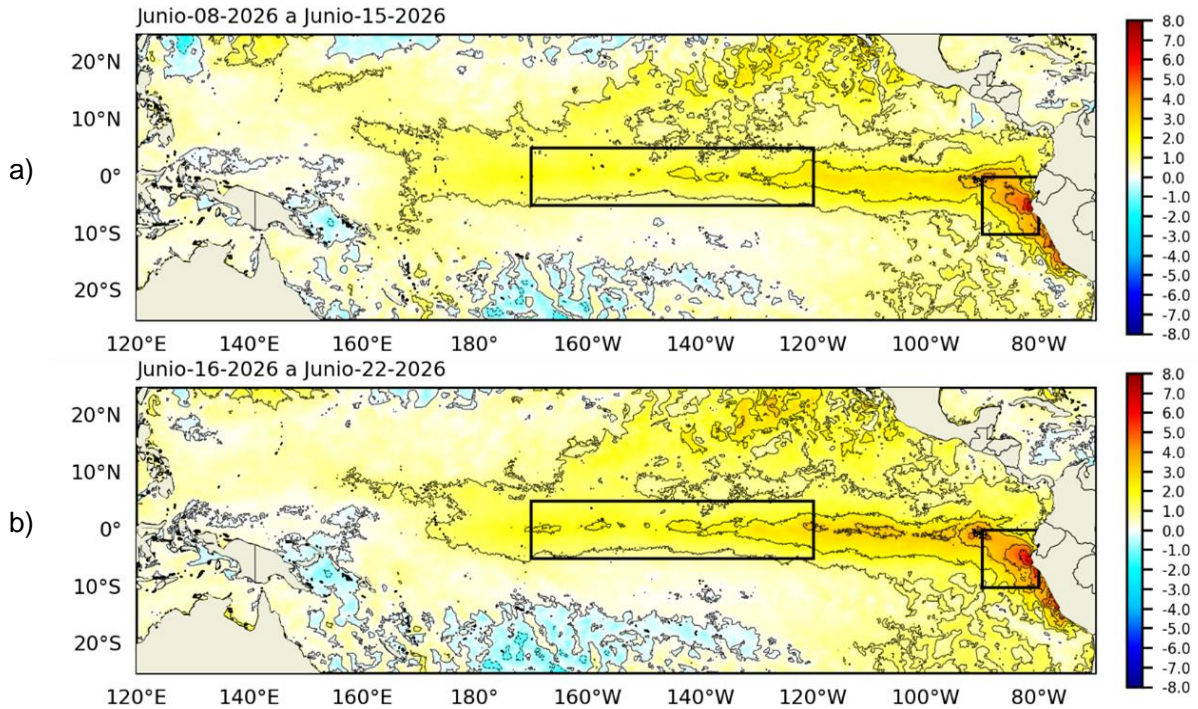 Junio-08-2026 a Junio-15-2026
a)
20°N
10°N
0°
10°S
20°S
120°E 140°E 160°E 180° 160°W 140°W 120°W 100°W 80°W
8.0
7.0
6.0
5.0
4.0
3.0
2.0
1.0
0.0
-1.0
-2.0
-3.0
-4.0
-5.0
-6.0
-7.0
-8.0
Junio-16-2026 a Junio-22-2026
b)
20°N
10°N
0°
10°S
20°S
120°E 140°E 160°E 180° 160°W 140°W 120°W 100°W 80°W
8.0
7.0
6.0
5.0
4.0
3.0
2.0
1.0
0.0
-1.0
-2.0
-3.0
-4.0
-5.0
-6.0
-7.0
-8.0